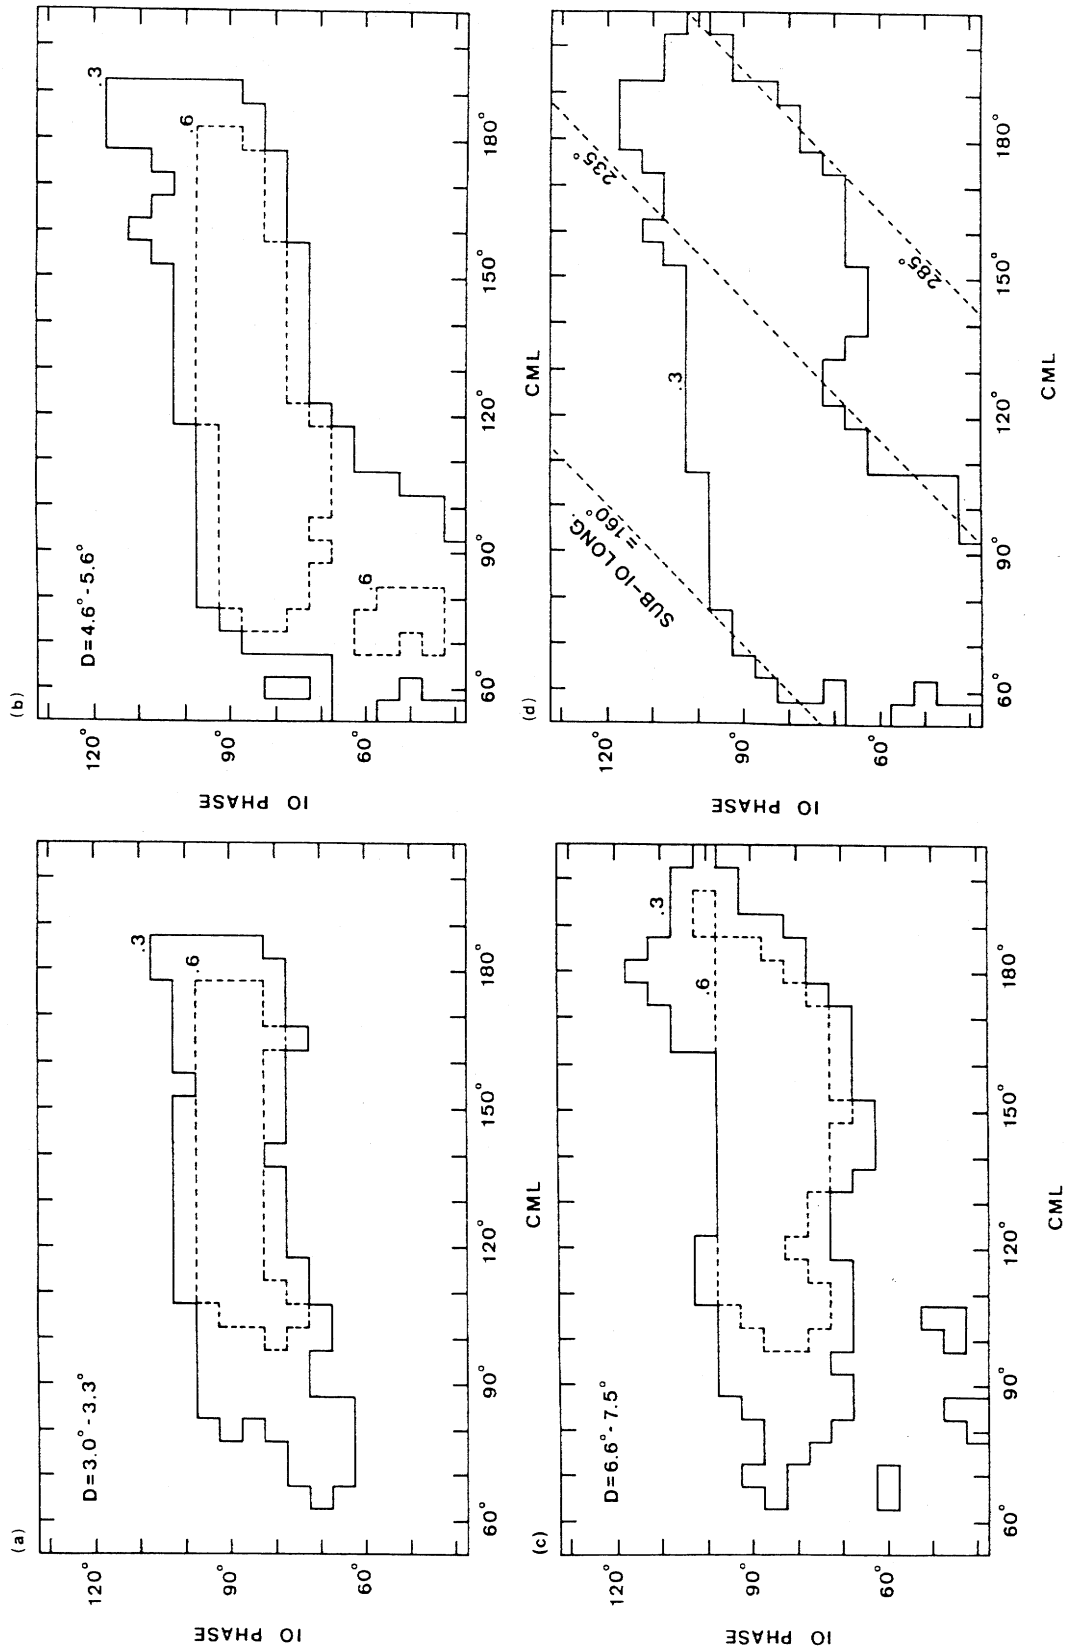 (a)
D=3.0°-3.3°
.3
.6
120°
90°
60°
IO PHASE
60°
90°
120°
150°
180°
CML
(b)
D=4.6°-5.6°
.3
.6
.6
120°
90°
60°
IO PHASE
60°
90°
120°
150°
180°
CML
(c)
D=6.6°-7.5°
.3
.6
120°
90°
60°
IO PHASE
60°
90°
120°
150°
180°
CML
(d)
SUB-IO LONG.
=160°
235°
285°
.3
120°
90°
60°
IO PHASE
60°
90°
120°
150°
180°
CML